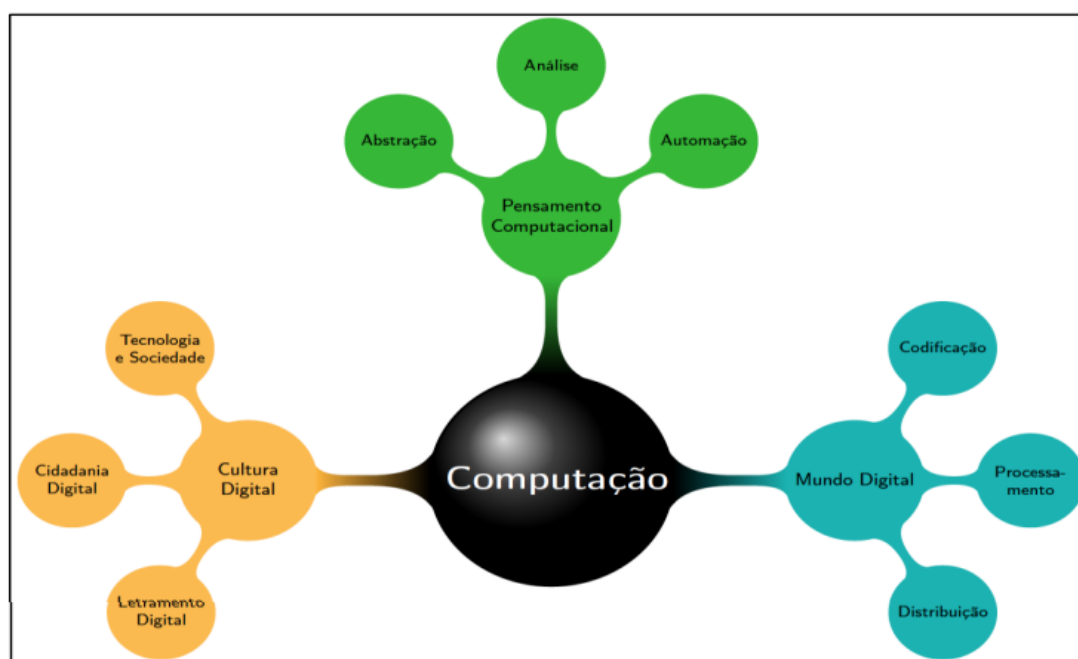 Análise
Abstração
Automação
Pensamento
Computacional
Tecnologia
e Sociedade
Codificação
Cidadania
Digital
Cultura
Digital
Computação
Mundo Digital
Processa-
mento
Letramento
Digital
Distribuição